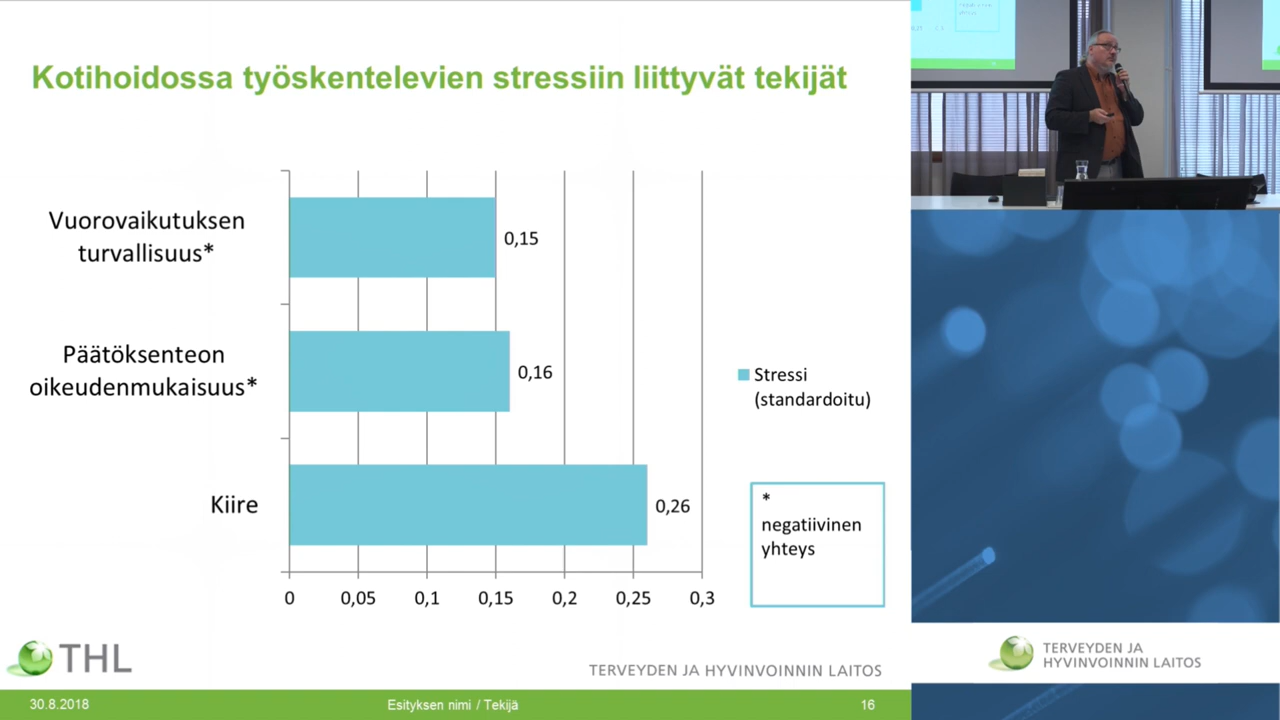 Kotihoidossa työskentelevien stressiin liittyvät tekijät
Vuorovaikutuksen
turvallisuus*
0,15
Päätöksenteon
oikeudenmukaisuus*
0,16
Kiire
0,26
0 0,05 0,1 0,15 0,2 0,25 0,3
Stressi
(standardoitu)
*
negatiivinen
yhteys
THL
TERVEYDEN JA HYVINVOINNIN LAITOS
30.8.2018 Esityksen nimi / Tekijä 16
TERVEYDEN JA
HYVINVOINNIN LAITOS